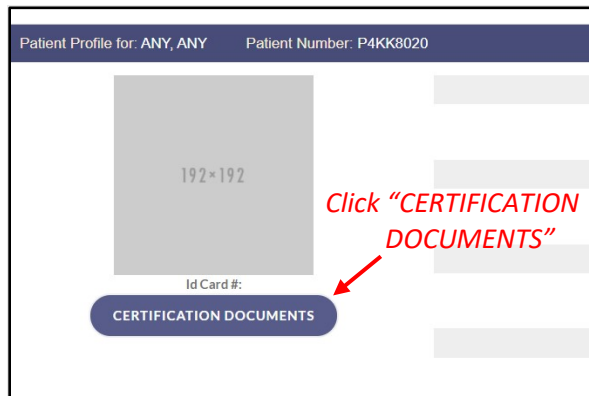 Patient Profile for: ANY, ANY Patient Number: P4KK8020
192×192
Click “CERTIFICATION
DOCUMENTS”
Id Card #:
CERTIFICATION DOCUMENTS